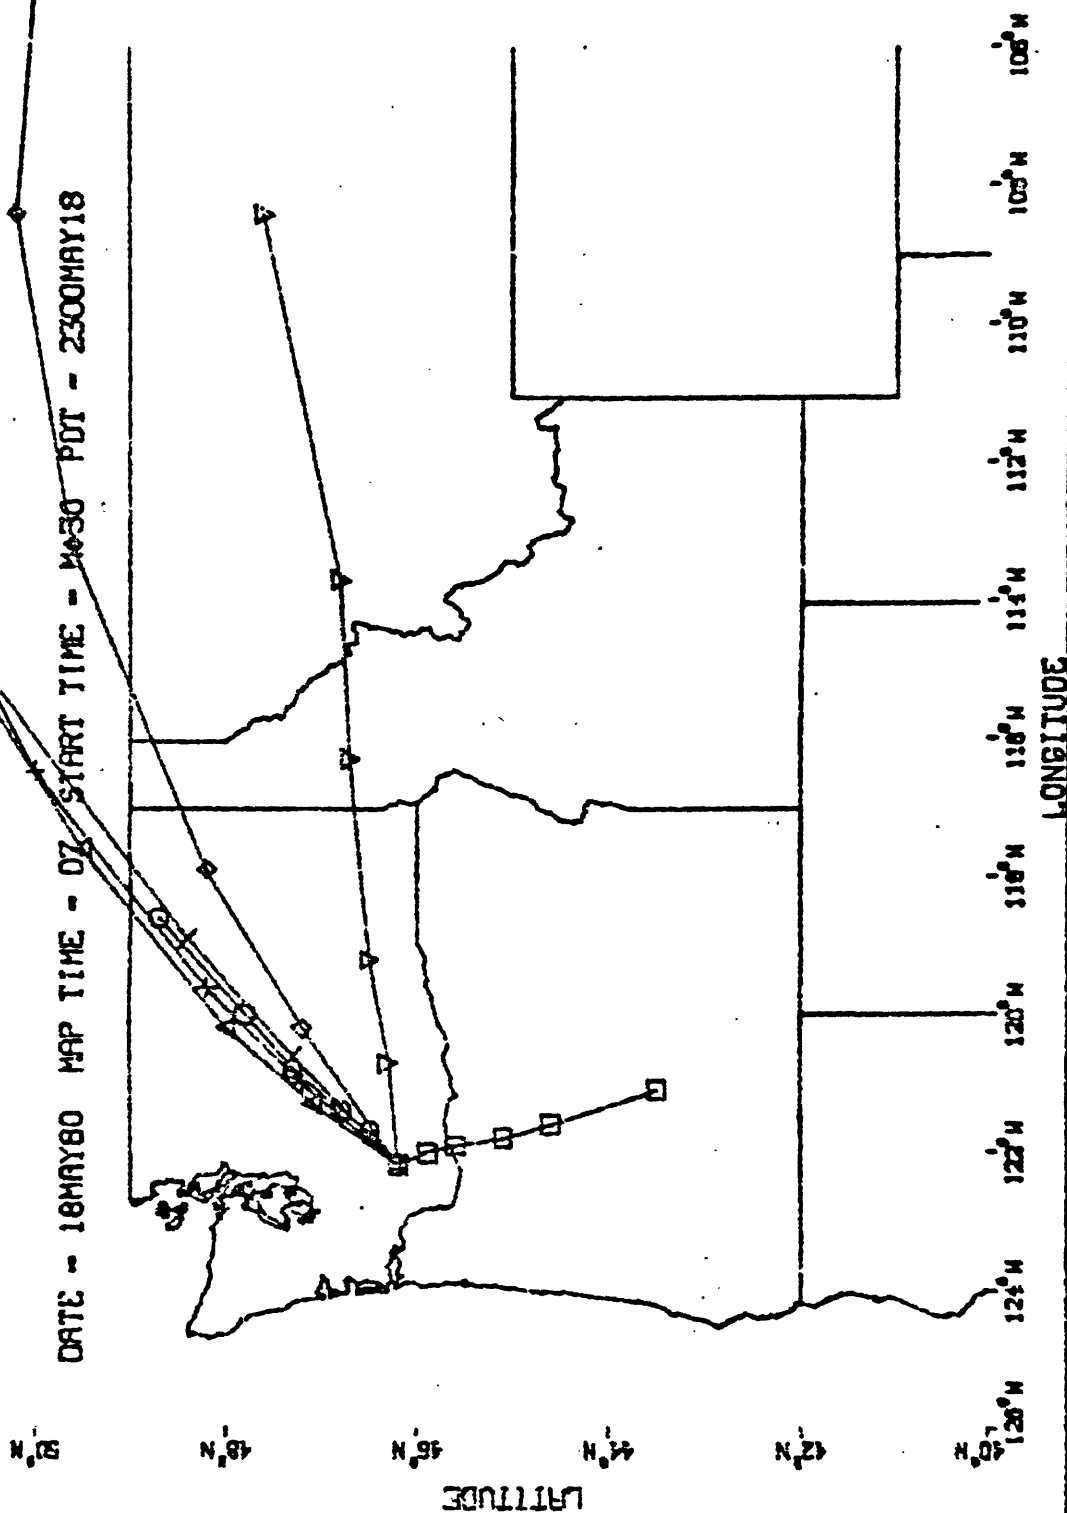 DATE = 18MAY80 MAP TIME = 07 START TIME = PDT = 2300MAY18
LATITUDE
50°N
48°N
46°N
44°N
42°N
40°N
126°W
124°W
122°W
120°W
118°W
116°W
114°W
112°W
110°W
108°W
106°W
LONGITUDE